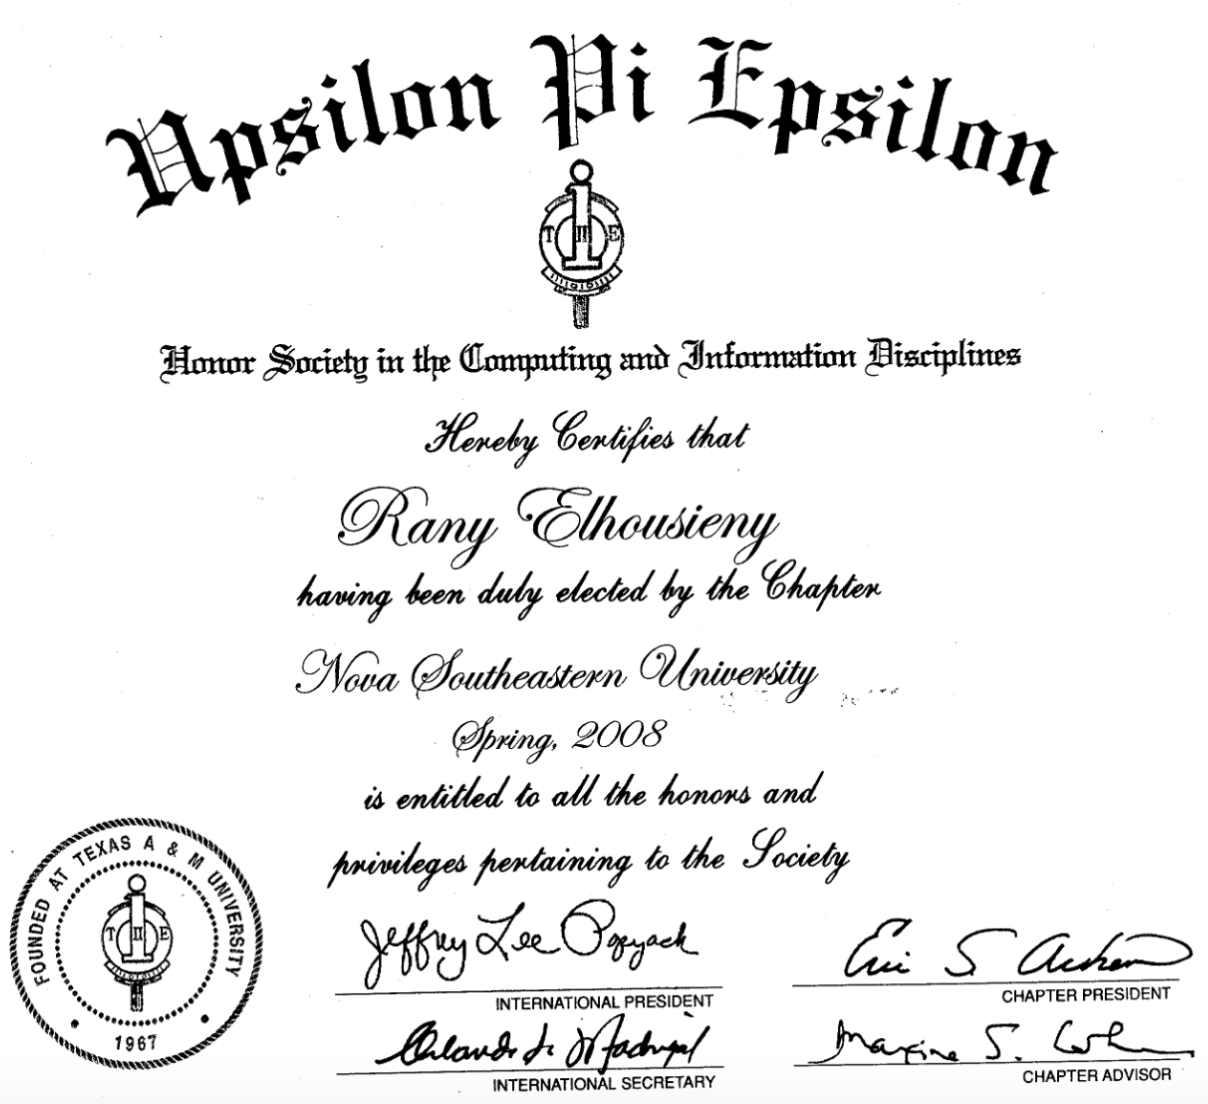 Upsilon Pi Epsilon
Honor Society in the Computing and Information Disciplines
Hereby Certifies that
Rany Elhousieny
having been duly elected by the Chapter
Nova Southeastern University
Spring, 2008
is entitled to all the honors and
privileges pertaining to the Society
Jeffrey Lee Popyack
INTERNATIONAL PRESIDENT
Eric S.
CHAPTER PRESIDENT
Orlando Madrigal
INTERNATIONAL SECRETARY
Maxine S.
CHAPTER ADVISOR
FOUNDED AT TEXAS A & M UNIVERSITY
1967